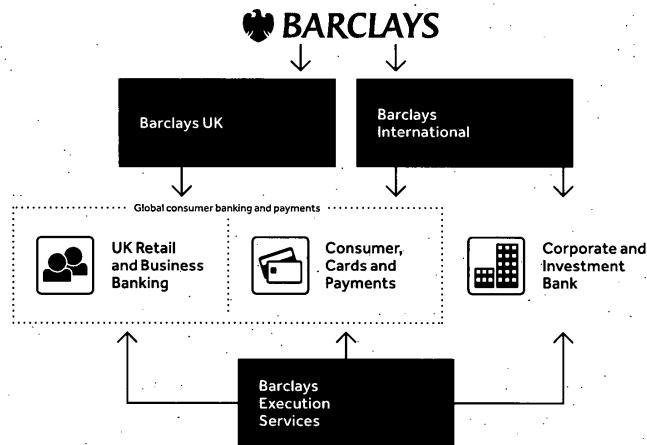 BARCLAYS
Barclays UK
Barclays
International
Global consumer banking and payments
UK Retail
and Business
Banking
Consumer,
Cards and
Payments
Corporate and
Investment
Bank
Barclays
Execution
Services